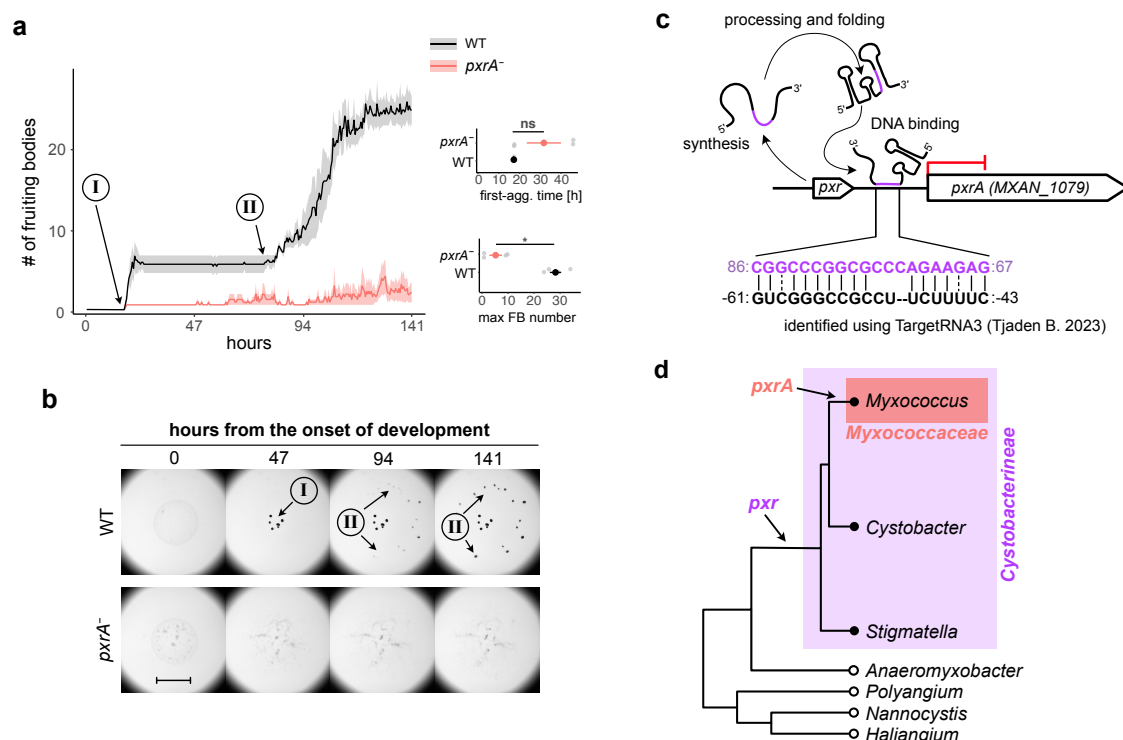 a
WT
pxrA⁻
# of fruiting bodies
20
10
0
I
II
0
47
94
141
hours
ns
pxrA⁻
WT
0 15 30 45
first-agg. time [h]
*
pxrA⁻
WT
0 10 20 30
max FB number
b
hours from the onset of development
0 47 94 141
WT
I
II
II
pxrA⁻
c
processing and folding
3'
5'
3'
5'
synthesis
DNA binding
3'
5'
pxr
pxrA (MXAN_1079)
86:CGGCCCGGCGCCCAGAAGAG:67
-61:GUCGGGCCGCCU--UCUUUUC:-43
identified using TargetRNA3 (Tjaden B. 2023)
d
pxrA
Myxococcus
Myxococcaceae
Cystobacterineae
pxr
Cystobacter
Stigmatella
Anaeromyxobacter
Polyangium
Nannocystis
Haliangium